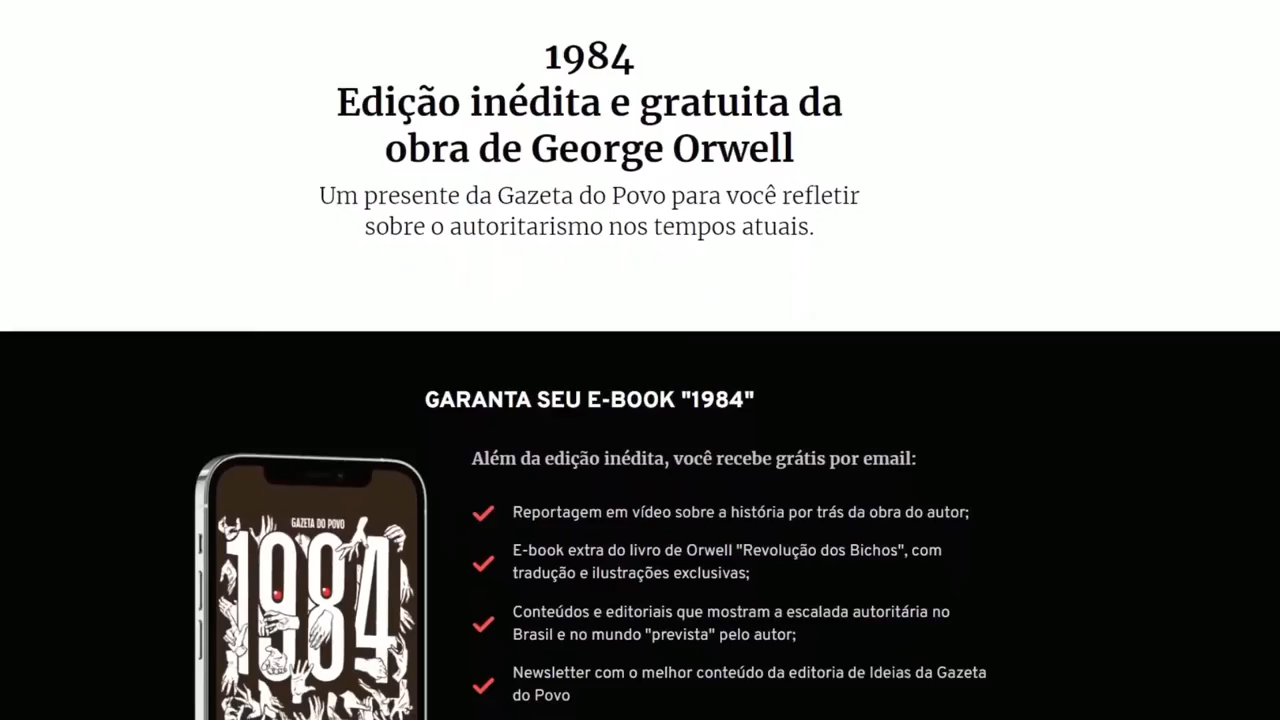 1984
Edição inédita e gratuita da
obra de George Orwell
Um presente da Gazeta do Povo para você refletir
sobre o autoritarismo nos tempos atuais.
GARANTA SEU E-BOOK "1984"
Além da edição inédita, você recebe grátis por email:
Reportagem em vídeo sobre a história por trás da obra do autor;
E-book extra do livro de Orwell "Revolução dos Bichos", com
tradução e ilustrações exclusivas;
Conteúdos e editoriais que mostram a escalada autoritária no
Brasil e no mundo "prevista" pelo autor;
Newsletter com o melhor conteúdo da editoria de Ideias da Gazeta
do Povo
GAZETA DO POVO
1984